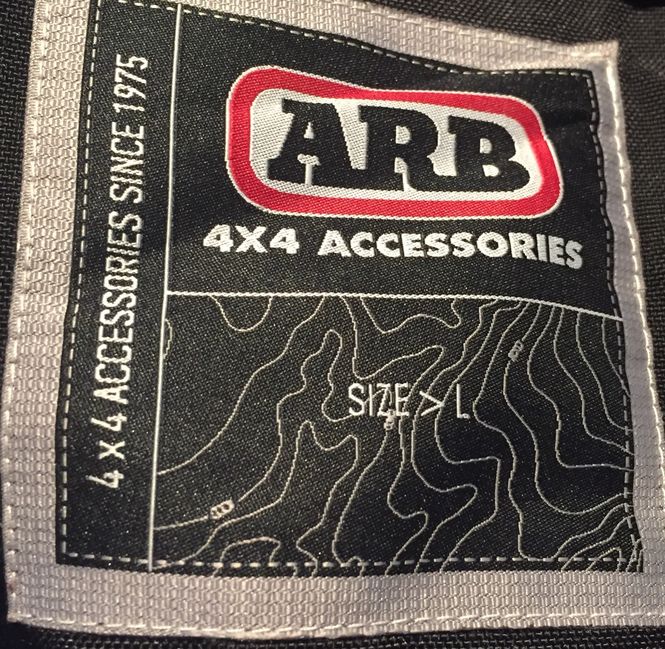 4 x 4 ACCESSORIES SINCE 1975
ARB
4X4 ACCESSORIES
SIZE > L